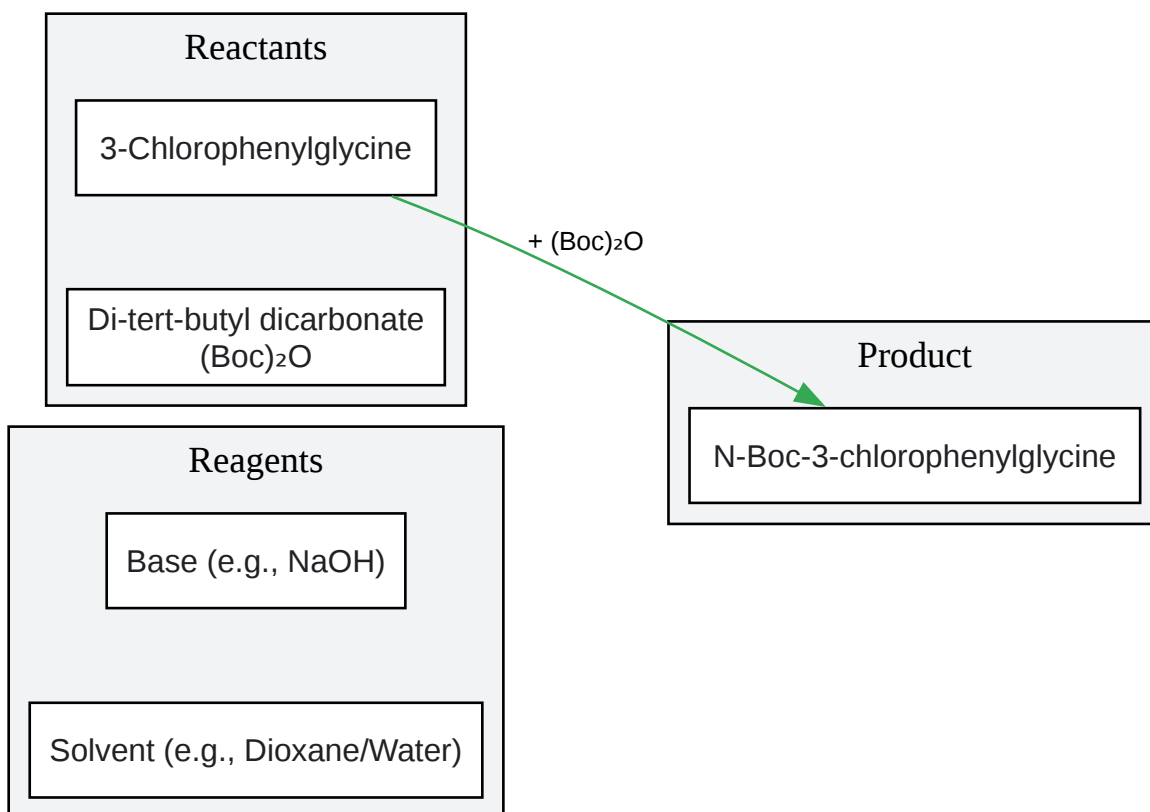 Reactants
3-Chlorophenylglycine
+ (Boc)₂O
Di-tert-butyl dicarbonate
(Boc)₂O
Product
N-Boc-3-chlorophenylglycine
Reagents
Base (e.g., NaOH)
Solvent (e.g., Dioxane/Water)